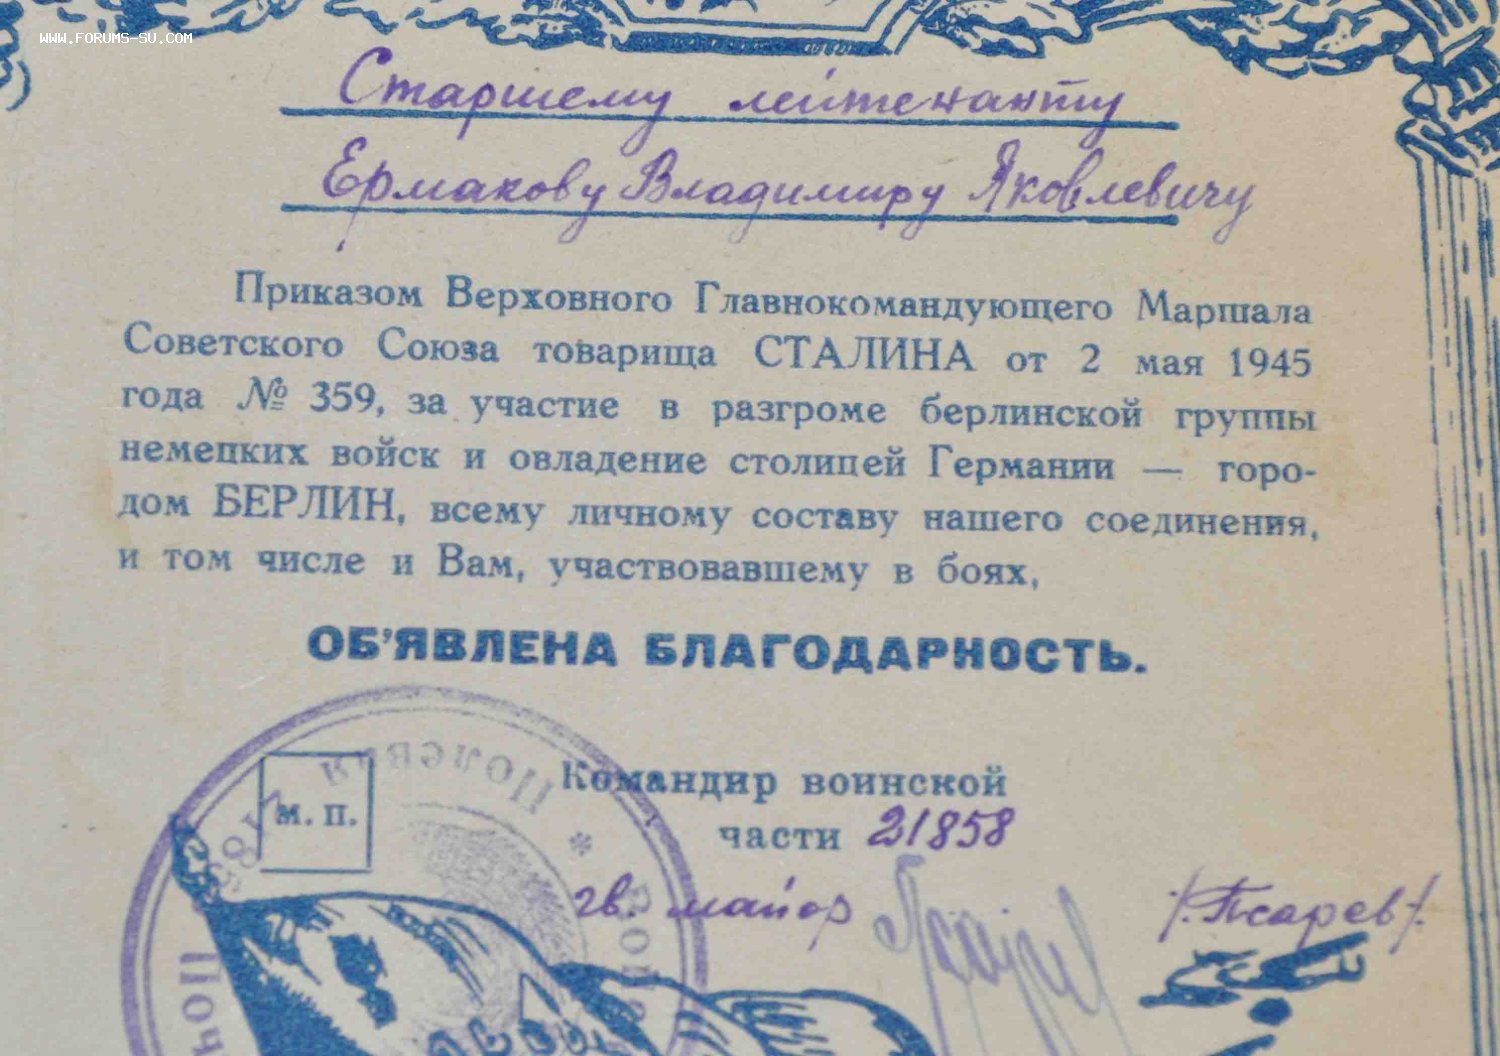 WWW.FORUMS-SU.COM
Старшему лейтенанту
Ермакову Владимиру Яковлевичу
Приказом Верховного Главнокомандующего Маршала
Советского Союза товарища СТАЛИНА от 2 мая 1945
года № 359, за участие в разгроме берлинской группы
немецких войск и овладение столицей Германии — горо-
дом БЕРЛИН, всему личному составу нашего соединения,
и том числе и Вам, участвовавшему в боях,
ОБ'ЯВЛЕНА БЛАГОДАРНОСТЬ.
Полевая
м. п.
Командир воинской
части 21858
гв. майор /Псарев/.